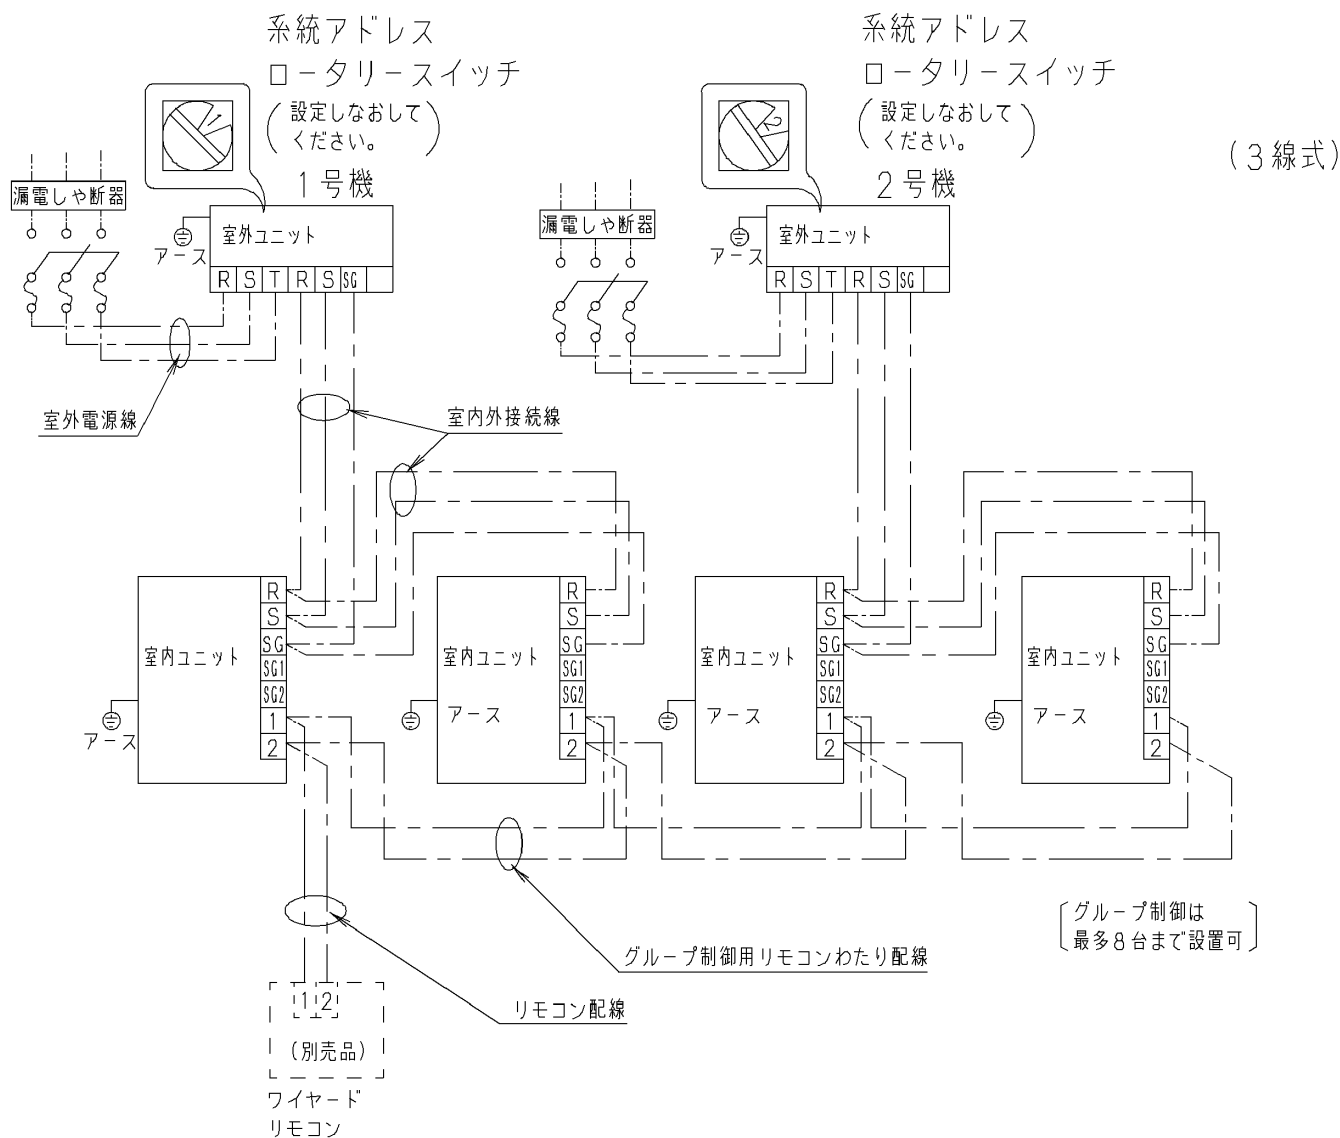 系統アドレス
ロータリースイッチ
(設定しなおして
ください。)
1
1号機
系統アドレス
ロータリースイッチ
(設定しなおして
ください。)
2
2号機
(3線式)
漏電しや断器
アース
室外ユニット
R S T R S SG
漏電しや断器
アース
室外ユニット
R S T R S SG
室外電源線
室内外接続線
室内ユニット
アース
R
S
SG
SG1
SG2
1
2
室内ユニット
アース
R
S
SG
SG1
SG2
1
2
室内ユニット
アース
R
S
SG
SG1
SG2
1
2
室内ユニット
アース
R
S
SG
SG1
SG2
1
2
グループ制御は
最多8台まで設置可
グループ制御用リモコンわたり配線
リモコン配線
1 2
(別売品)
ワイヤード
リモコン